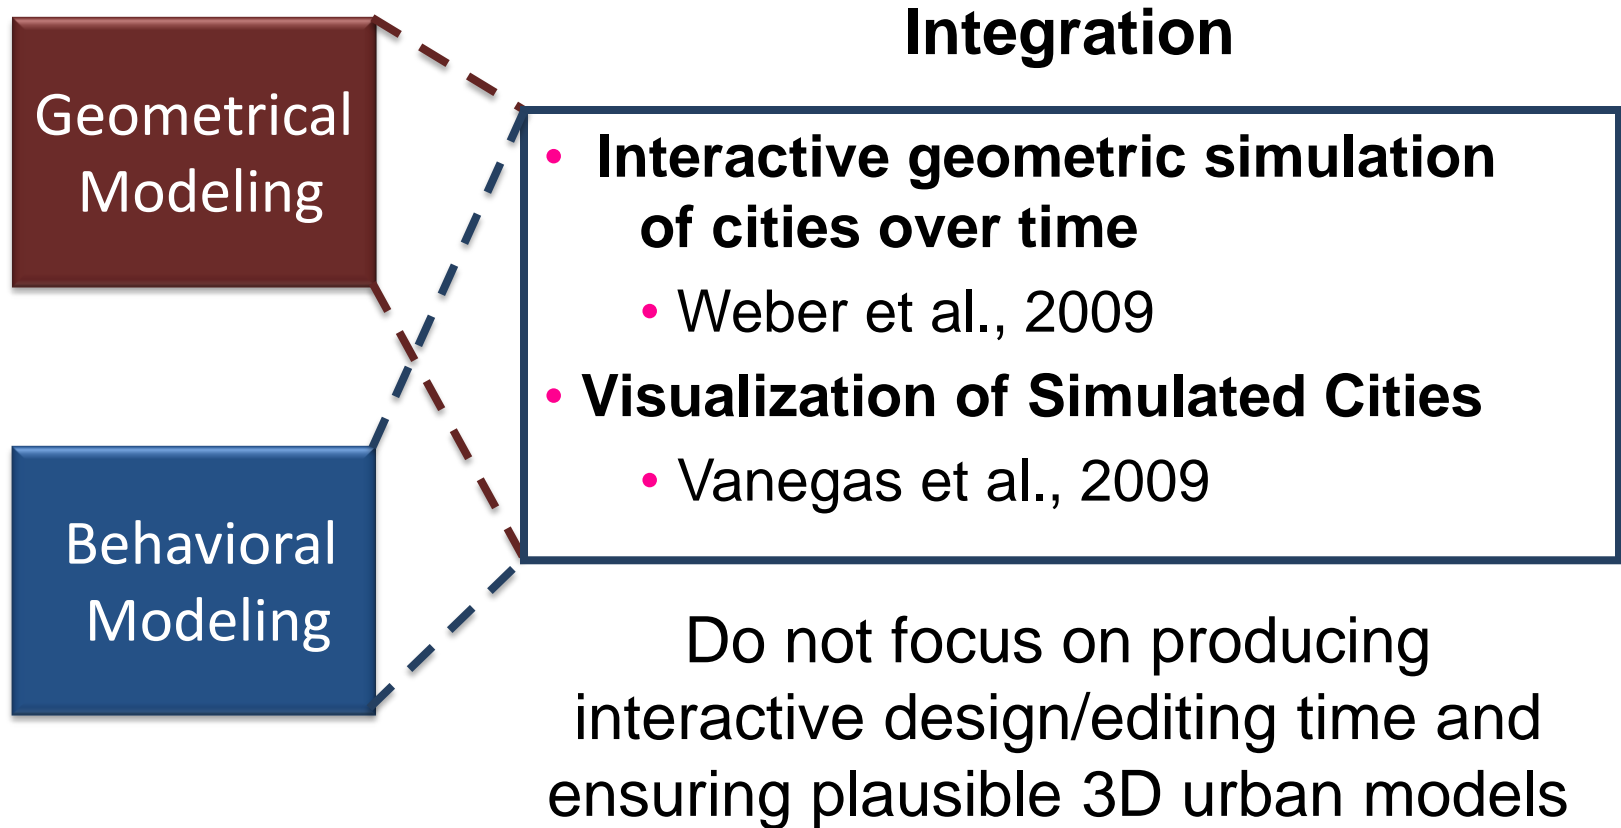 Geometrical
Modeling
Behavioral
Modeling
Integration
• Interactive geometric simulation
of cities over time
• Weber et al., 2009
• Visualization of Simulated Cities
• Vanegas et al., 2009
Do not focus on producing
interactive design/editing time and
ensuring plausible 3D urban models